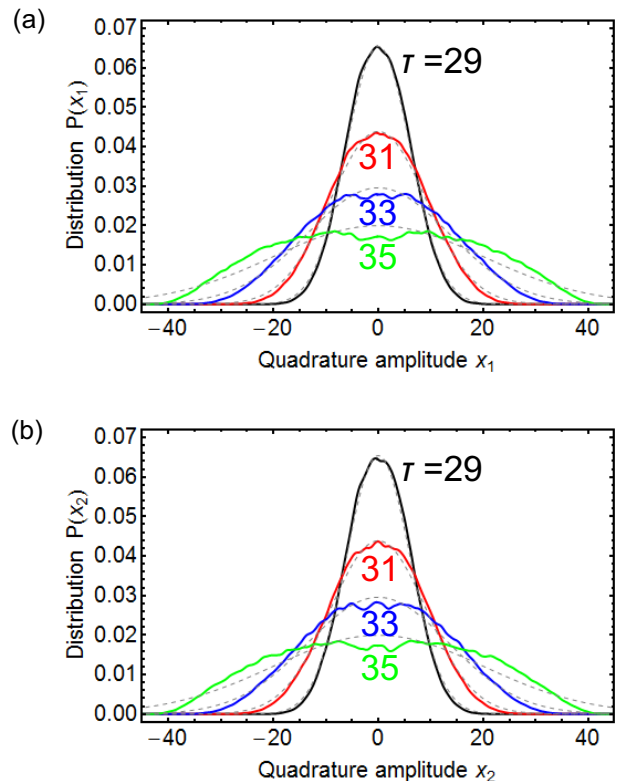 (a)
0.07
0.06
0.05
0.04
0.03
0.02
0.01
0.00
Distribution P(x₁)
τ =29
31
33
35
−40 −20 0 20 40
Quadrature amplitude x₁
(b)
0.07
0.06
0.05
0.04
0.03
0.02
0.01
0.00
Distribution P(x₂)
τ =29
31
33
35
−40 −20 0 20 40
Quadrature amplitude x₂